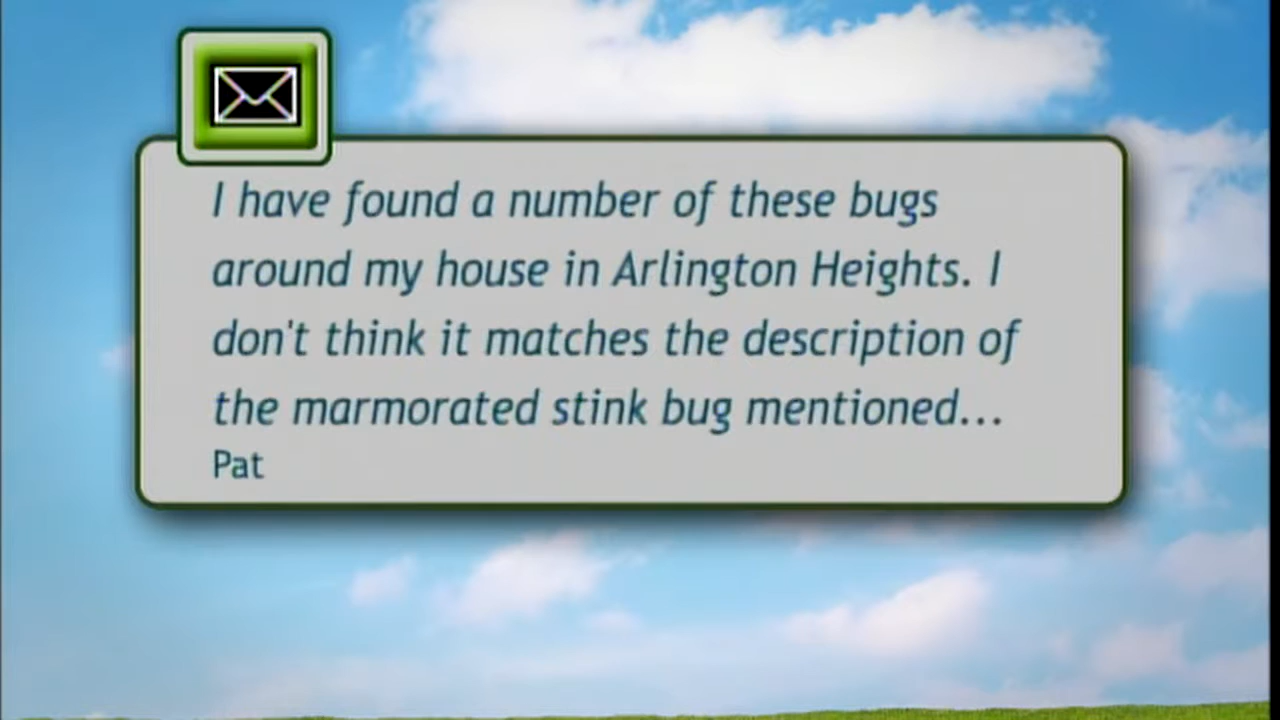 I have found a number of these bugs
around my house in Arlington Heights. I
don't think it matches the description of
the marmorated stink bug mentioned...
Pat